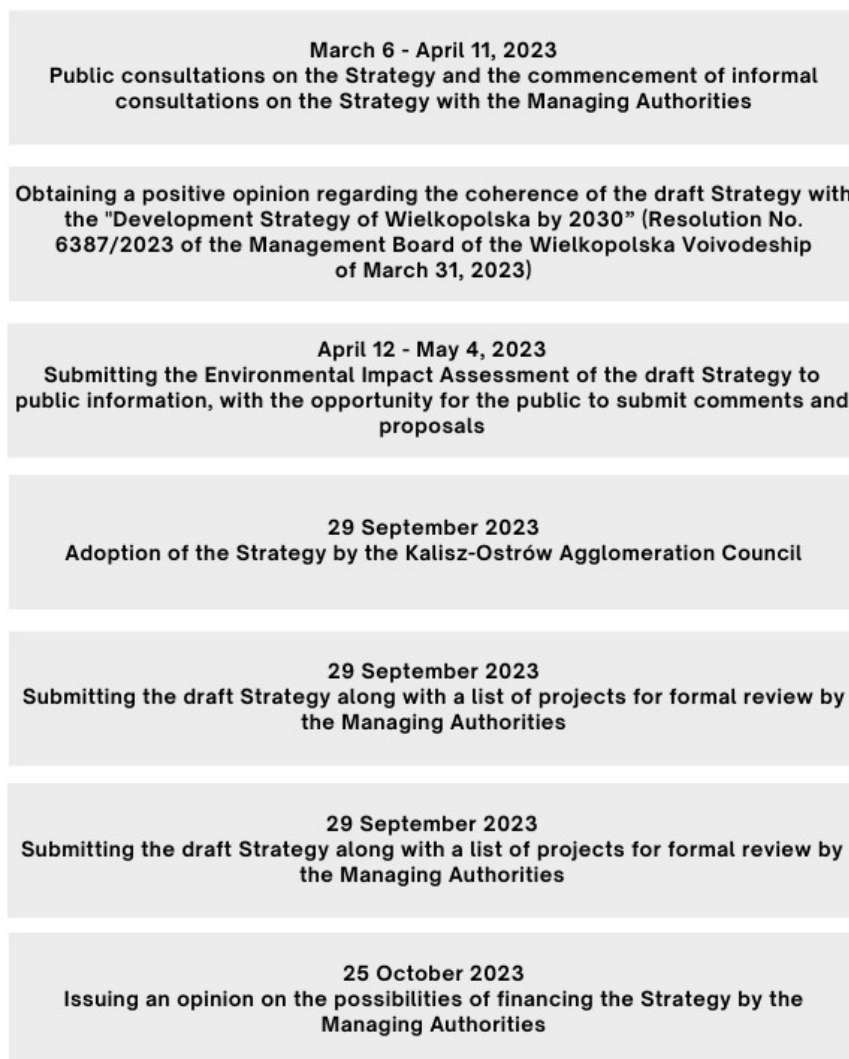 March 6 - April 11, 2023
Public consultations on the Strategy and the commencement of informal
consultations on the Strategy with the Managing Authorities
Obtaining a positive opinion regarding the coherence of the draft Strategy with
the "Development Strategy of Wielkopolska by 2030” (Resolution No.
6387/2023 of the Management Board of the Wielkopolska Voivodeship
of March 31, 2023)
April 12 - May 4, 2023
Submitting the Environmental Impact Assessment of the draft Strategy to
public information, with the opportunity for the public to submit comments and
proposals
29 September 2023
Adoption of the Strategy by the Kalisz-Ostrów Agglomeration Council
29 September 2023
Submitting the draft Strategy along with a list of projects for formal review by
the Managing Authorities
29 September 2023
Submitting the draft Strategy along with a list of projects for formal review by
the Managing Authorities
25 October 2023
Issuing an opinion on the possibilities of financing the Strategy by the
Managing Authorities